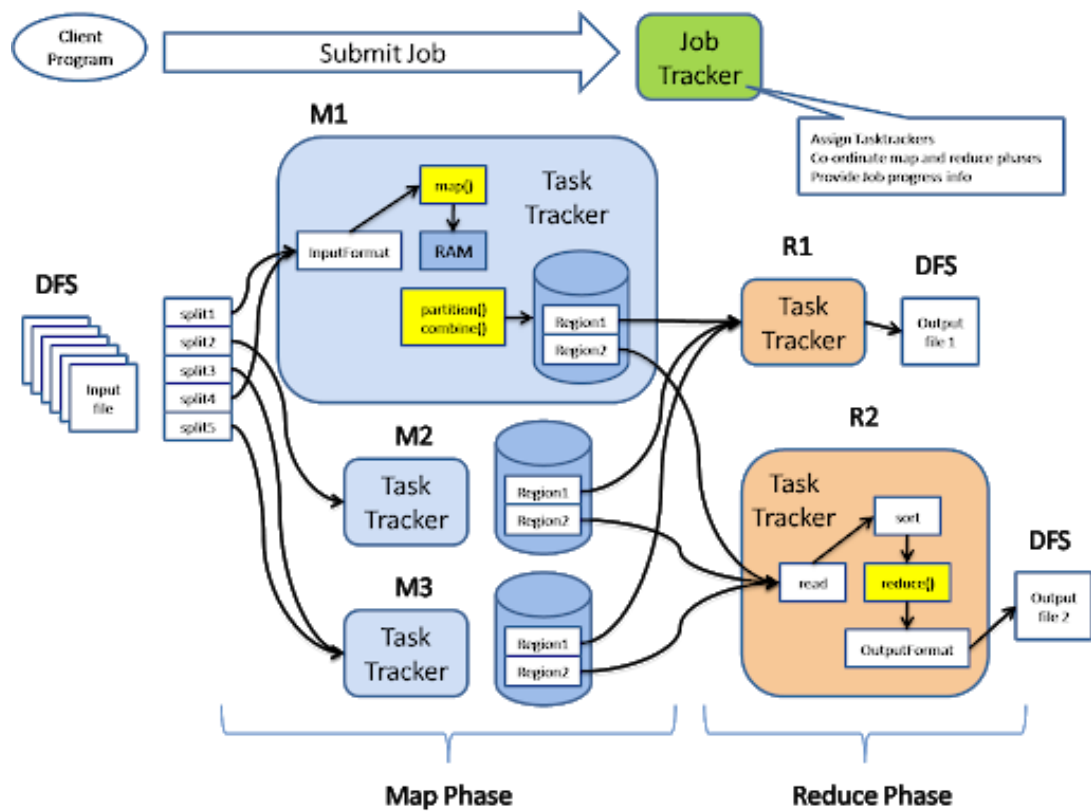 Client
Program
Submit Job
Job
Tracker
Assign Tasktrackers
Co-ordinate map and reduce phases
Provide Job progress info
M1
Task
Tracker
map()
InputFormat
RAM
partition()
combine()
Region1
Region2
DFS
Input
file
split1
split2
split3
split4
split5
M2
Task
Tracker
Region1
Region2
M3
Task
Tracker
Region1
Region2
R1
Task
Tracker
DFS
Output
file 1
R2
Task
Tracker
sort
read
reduce()
OutputFormat
DFS
Output
file 2
Map Phase
Reduce Phase